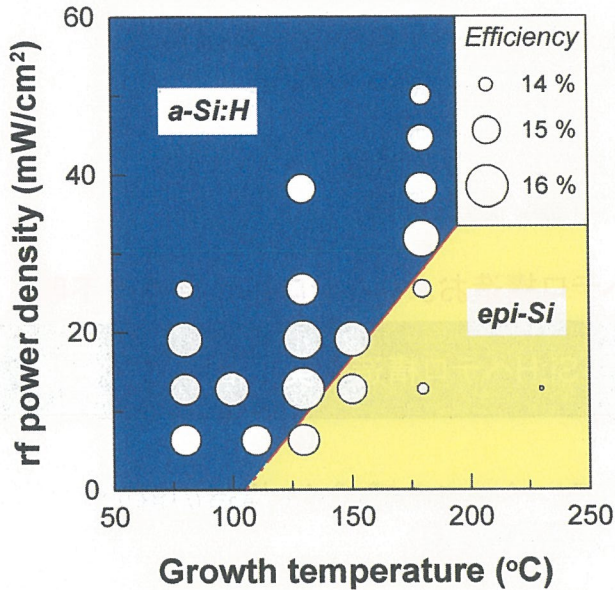 60
40
20
0
rf power density (mW/cm²)
a-Si:H
Efficiency
14 %
15 %
16 %
epi-Si
50
100
150
200
250
Growth temperature (°C)